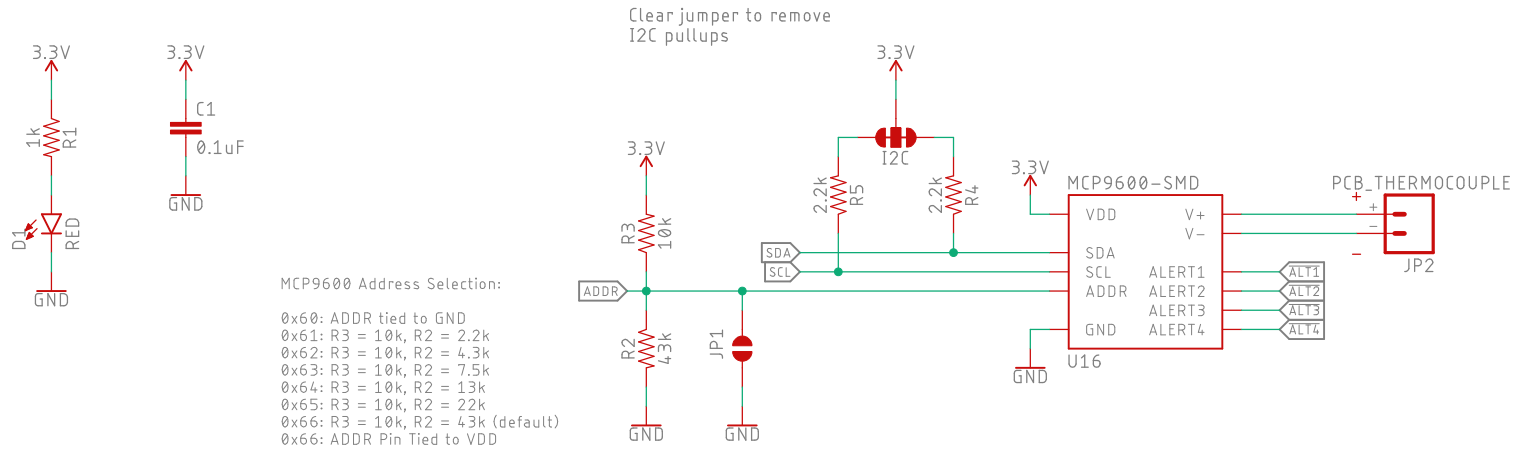 Clear jumper to remove
I2C pullups
3.3V
1k
R1
D1
RED
GND
3.3V
C1
0.1uF
GND
MCP9600 Address Selection:
0x60: ADDR tied to GND
0x61: R3 = 10k, R2 = 2.2k
0x62: R3 = 10k, R2 = 4.3k
0x63: R3 = 10k, R2 = 7.5k
0x64: R3 = 10k, R2 = 13k
0x65: R3 = 10k, R2 = 22k
0x66: R3 = 10k, R2 = 43k (default)
0x66: ADDR Pin Tied to VDD
3.3V
R3
10k
ADDR
R2
43k
GND
JP1
GND
3.3V
I2C
2.2k
R5
2.2k
R4
SDA
SCL
3.3V
MCP9600-SMD
VDD
SDA
SCL
ADDR
GND
V+
V-
ALERT1
ALERT2
ALERT3
ALERT4
U16
GND
ALT1
ALT2
ALT3
ALT4
PCB_THERMOCOUPLE
+
+
-
-
JP2